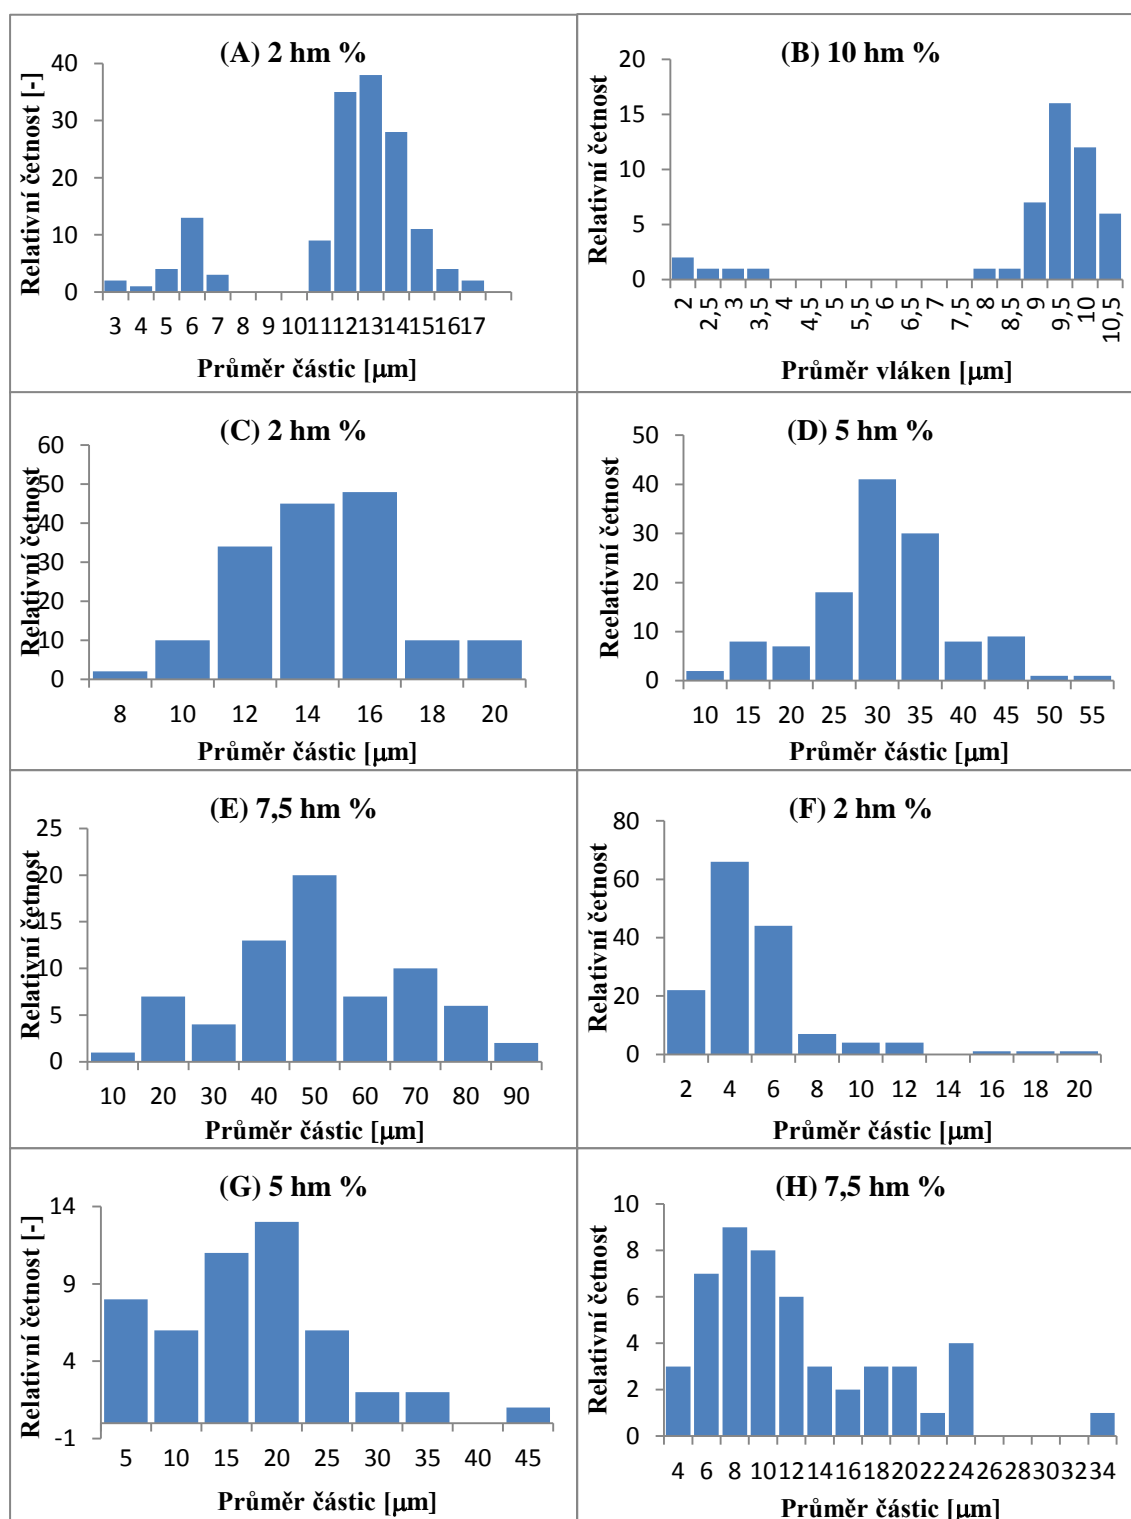 (A) 2 hm %
Relativní četnost [-]
40
30
20
10
0
3 4 5 6 7 8 9 10 11 12 13 14 15 16 17
Průměr částic [μm]
(B) 10 hm %
Relativní četnost
20
15
10
5
0
2 2,5 3 3,5 4 4,5 5 5,5 6 6,5 7 7,5 8 8,5 9 9,5 10 10,5
Průměr vláken [μm]
(C) 2 hm %
Relativní četnost
60
50
40
30
20
10
0
8 10 12 14 16 18 20
Průměr částic [μm]
(D) 5 hm %
Reelativní četnost
50
40
30
20
10
0
10 15 20 25 30 35 40 45 50 55
Průměr částic [μm]
(E) 7,5 hm %
Relativní četnost
25
20
15
10
5
0
10 20 30 40 50 60 70 80 90
Průměr částic [μm]
(F) 2 hm %
Relativní četnost
80
60
40
20
0
2 4 6 8 10 12 14 16 18 20
Průměr částic [μm]
(G) 5 hm %
Relativní četnost [-]
14
9
4
-1
5 10 15 20 25 30 35 40 45
Průměr částic [μm]
(H) 7,5 hm %
Relativní četnost
10
8
6
4
2
0
4 6 8 10 12 14 16 18 20 22 24 26 28 30 32 34
Průměr částic [μm]